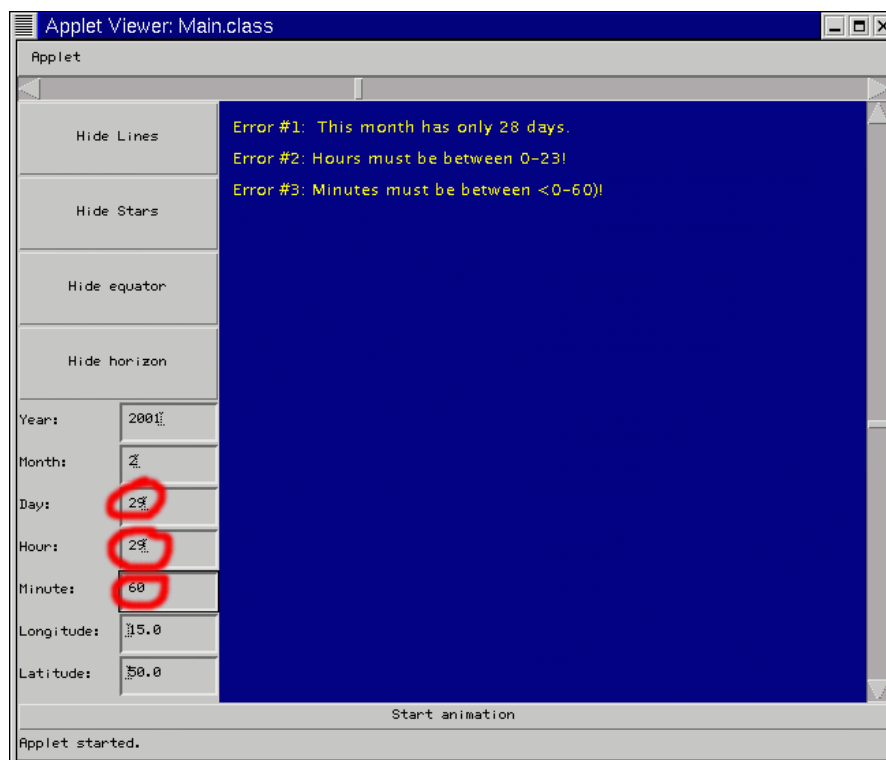 Applet Viewer: Main.class
Applet
Hide Lines
Hide Stars
Hide equator
Hide horizon
Year: 2001
Month: 2
Day: 29
Hour: 29
Minute: 60
Longitude: 15.0
Latitude: 50.0
Error #1: This month has only 28 days.
Error #2: Hours must be between 0-23!
Error #3: Minutes must be between <0-60)!
Start animation
Applet started.